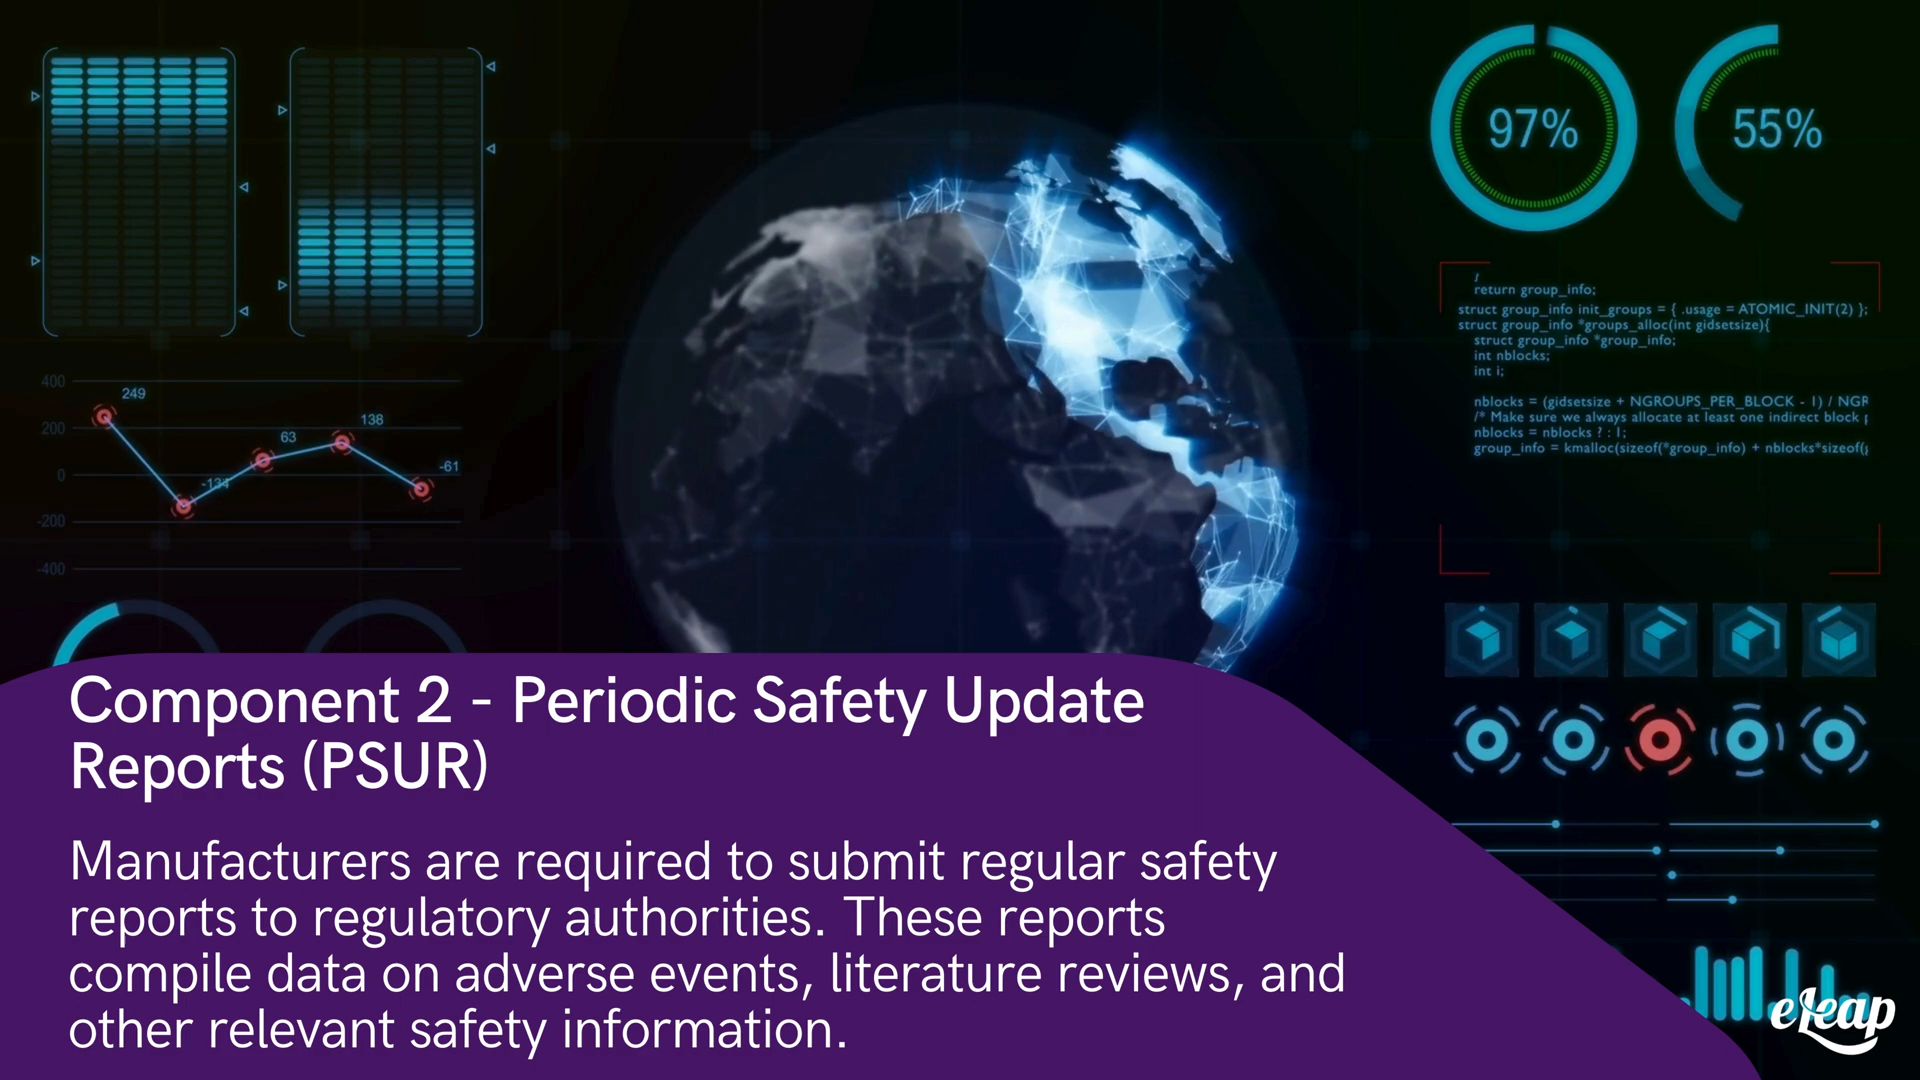 97%
55%
return group_info;
struct group_info init_groups = { .usage = ATOMIC_INIT(2) };
struct group_info *groups_alloc(int gidsetsize){
struct group_info *group_info;
int nblocks;
int i;
nblocks = (gidsetsize + NGROUPS_PER_BLOCK - 1) / NGR
/* Make sure we always allocate at least one indirect block
nblocks = nblocks ? : 1;
group_info = kmalloc(sizeof(*group_info) + nblocks*sizeof(
400
249
200
138
63
0
-134
-61
-200
-400
Component 2 - Periodic Safety Update
Reports (PSUR)
Manufacturers are required to submit regular safety
reports to regulatory authorities. These reports
compile data on adverse events, literature reviews, and
other relevant safety information.
eLeap